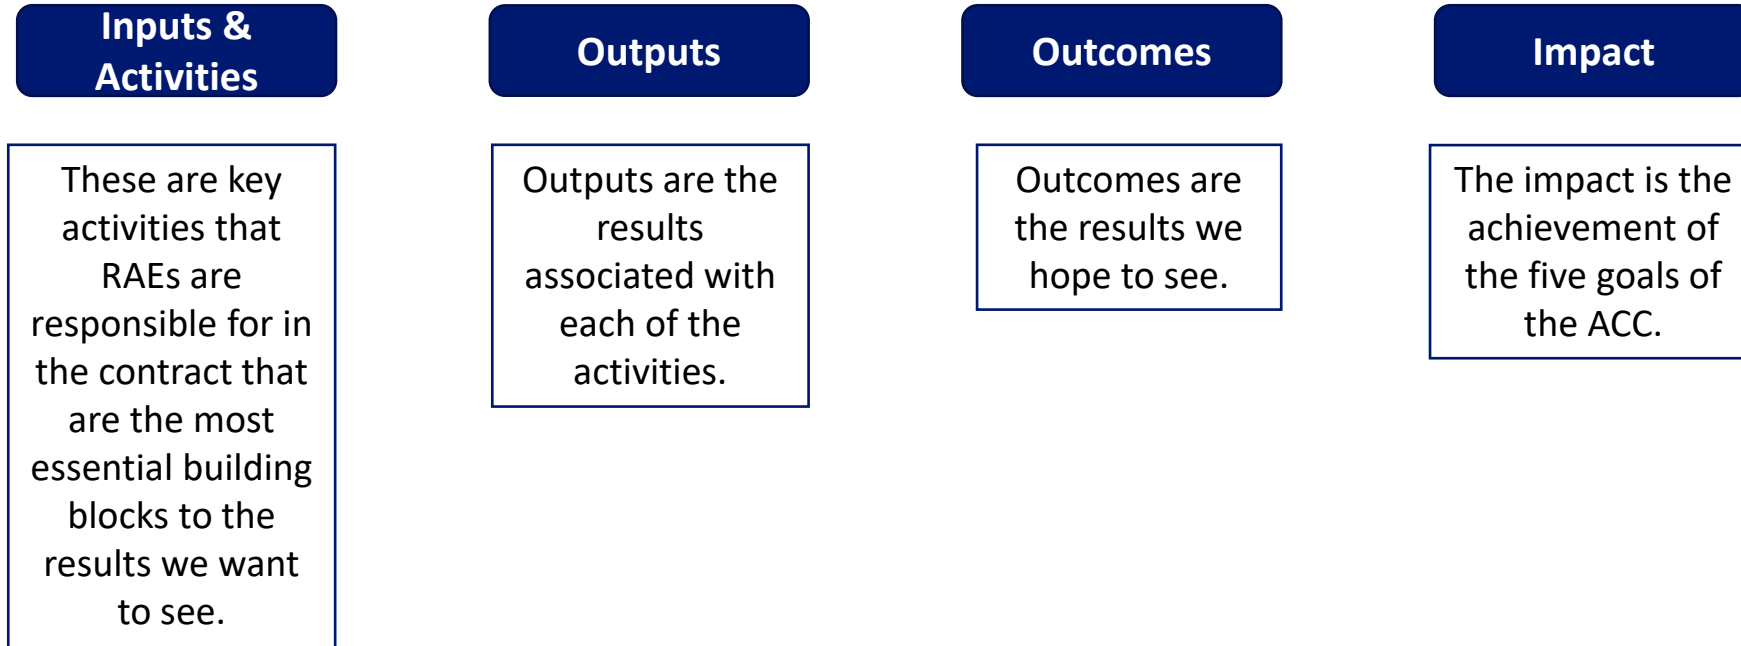 Inputs &
Activities
These are key
activities that
RAEs are
responsible for in
the contract that
are the most
essential building
blocks to the
results we want
to see.
Outputs
Outputs are the
results
associated with
each of the
activities.
Outcomes
Outcomes are
the results we
hope to see.
Impact
The impact is the
achievement of
the five goals of
the ACC.